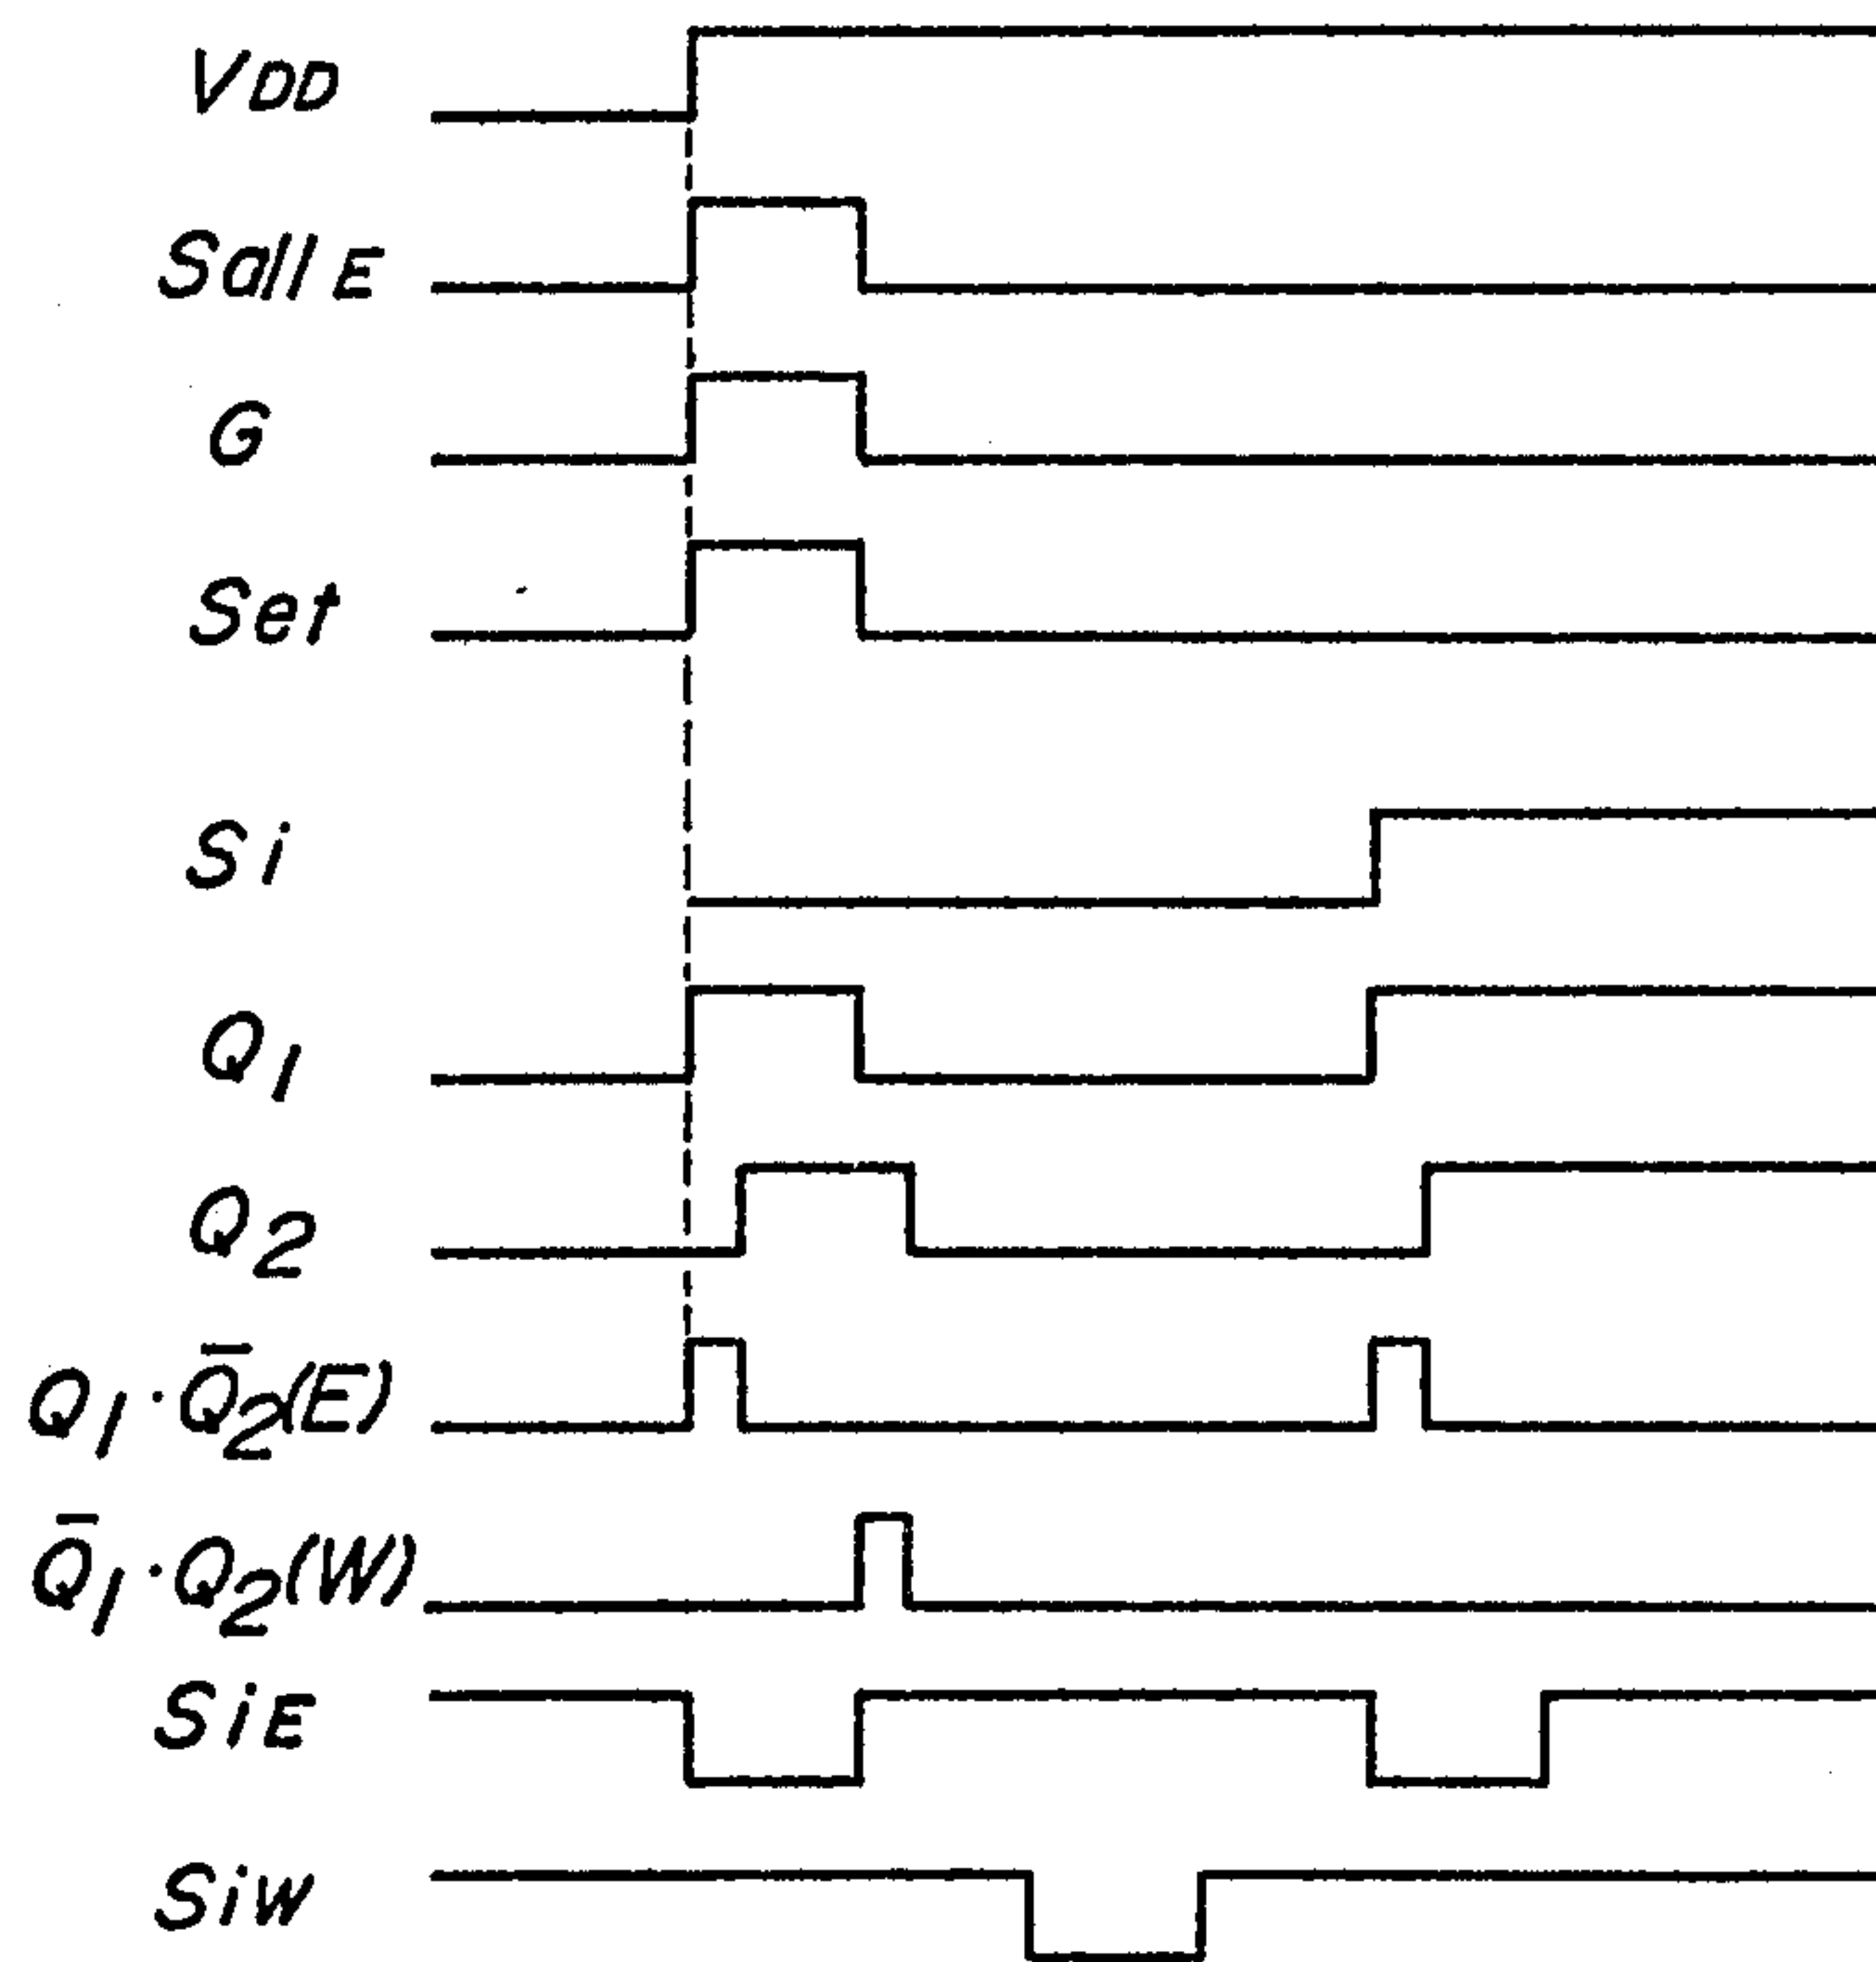 VDD
SallE
G
Set
Si
Q1
Q2
Q1·Q̅2(E)
Q̅1·Q2(W)
SiE
SiW